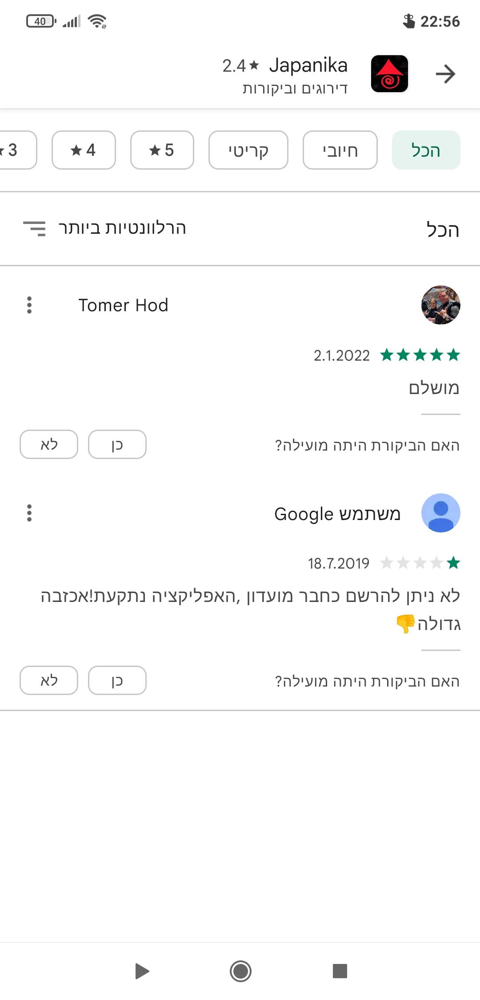 40
22:56
Japanika 2.4★
דירוגים וביקורות
הכל
חיובי
קריטי
5 ★
4 ★
3 ★
הכל
הרלוונטיות ביותר
Tomer Hod
2.1.2022
מושלם
האם הביקורת היתה מועילה?
כן
לא
משתמש Google
18.7.2019
לא ניתן להרשם כחבר מועדון ,האפליקציה נתקעת!אכזבה
גדולה👎
האם הביקורת היתה מועילה?
כן
לא